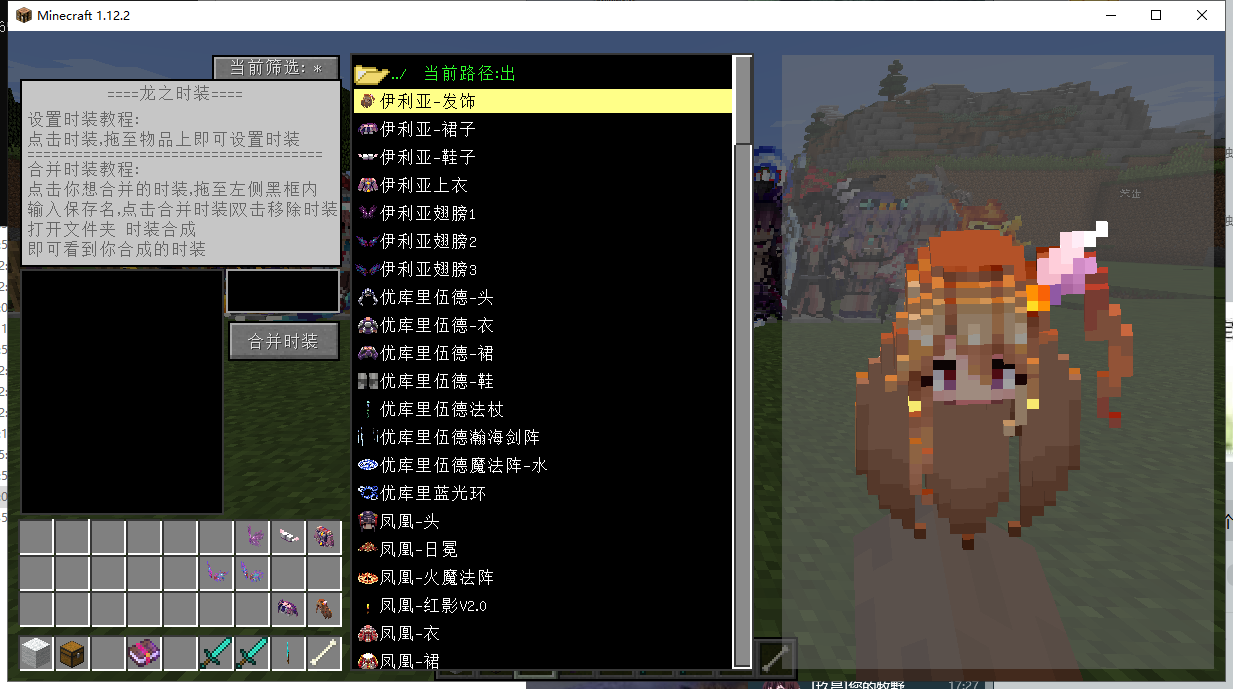 Minecraft 1.12.2
当前筛选: *
====龙之时装====
设置时装教程:
点击时装,拖至物品上即可设置时装
==================================
合并时装教程:
点击你想合并的时装,拖至左侧黑框内
输入保存名,点击合并时装|双击移除时装
打开文件夹 时装合成
即可看到你合成的时装
合并时装
../ 当前路径:出
伊利亚-发饰
伊利亚-裙子
伊利亚-鞋子
伊利亚上衣
伊利亚翅膀1
伊利亚翅膀2
伊利亚翅膀3
优库里伍德-头
优库里伍德-衣
优库里伍德-裙
优库里伍德-鞋
优库里伍德法杖
优库里伍德瀚海剑阵
优库里伍德魔法阵-水
优库里蓝光环
凤凰-头
凤凰-日冕
凤凰-火魔法阵
凤凰-红影V2.0
凤凰-衣
凤凰-裙
17:27